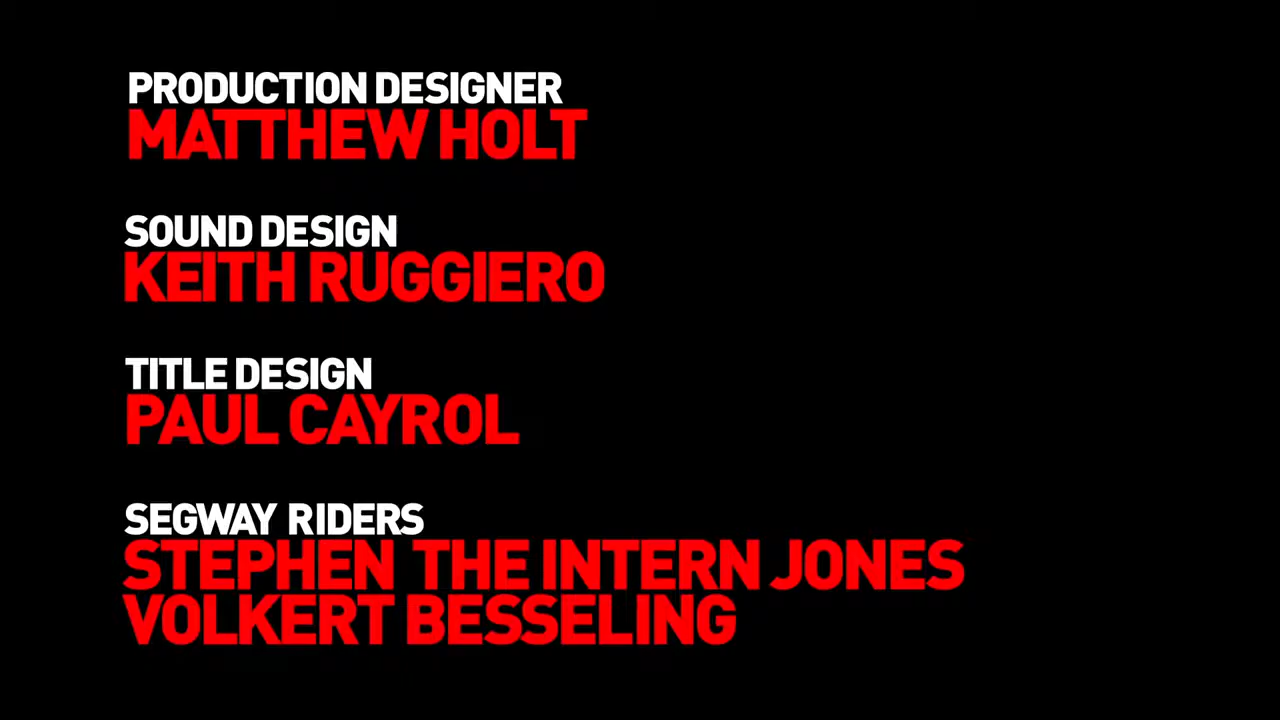 PRODUCTION DESIGNER
MATTHEW HOLT
SOUND DESIGN
KEITH RUGGIERO
TITLE DESIGN
PAUL CAYROL
SEGWAY RIDERS
STEPHEN THE INTERN JONES
VOLKERT BESSELING